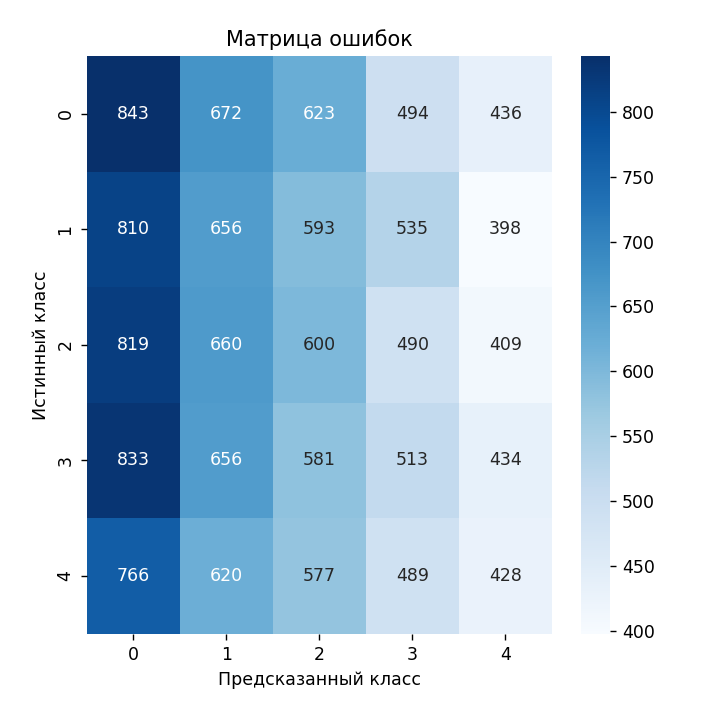 Матрица ошибок
0 843 672 623 494 436
1 810 656 593 535 398
2 819 660 600 490 409
3 833 656 581 513 434
4 766 620 577 489 428
0 1 2 3 4
Предсказанный класс
Истинный класс
800
750
700
650
600
550
500
450
400